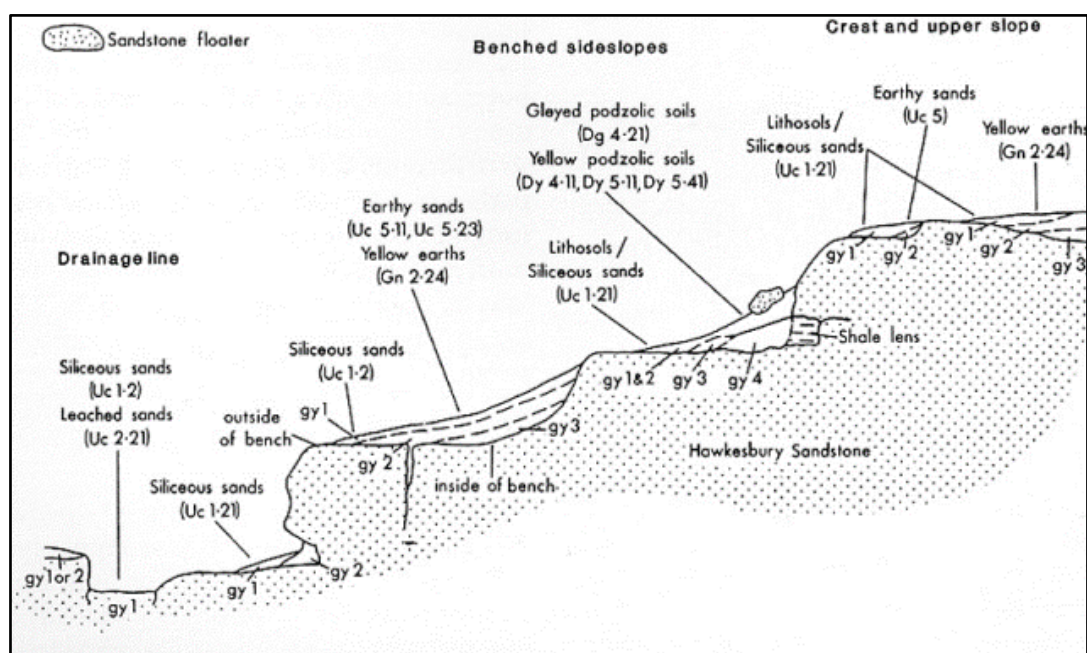 Sandstone floater
Benched sideslopes
Crest and upper slope
Earthy sands
(Uc 5)
Lithosols/
Siliceous sands
(Uc 1·21)
Yellow earths
(Gn 2·24)
Gleyed podzolic soils
(Dg 4·21)
Yellow podzolic soils
(Dy 4·11, Dy 5·11, Dy 5·41)
Earthy sands
(Uc 5·11, Uc 5·23)
Yellow earths
(Gn 2·24)
Lithosols/
Siliceous sands
(Uc 1·21)
Drainage line
Siliceous sands
(Uc 1·2)
Leached sands
(Uc 2·21)
Siliceous sands
(Uc 1·2)
gy1
outside
of bench
Siliceous sands
(Uc 1·21)
gy 1
gy 2
gy 1
gy 2
gy 3
Shale lens
gy 1&2
gy 3
gy 4
gy 2
gy3
inside of bench
Hawkesbury Sandstone
gy 1 or 2
gy 1
gy 1
gy 2